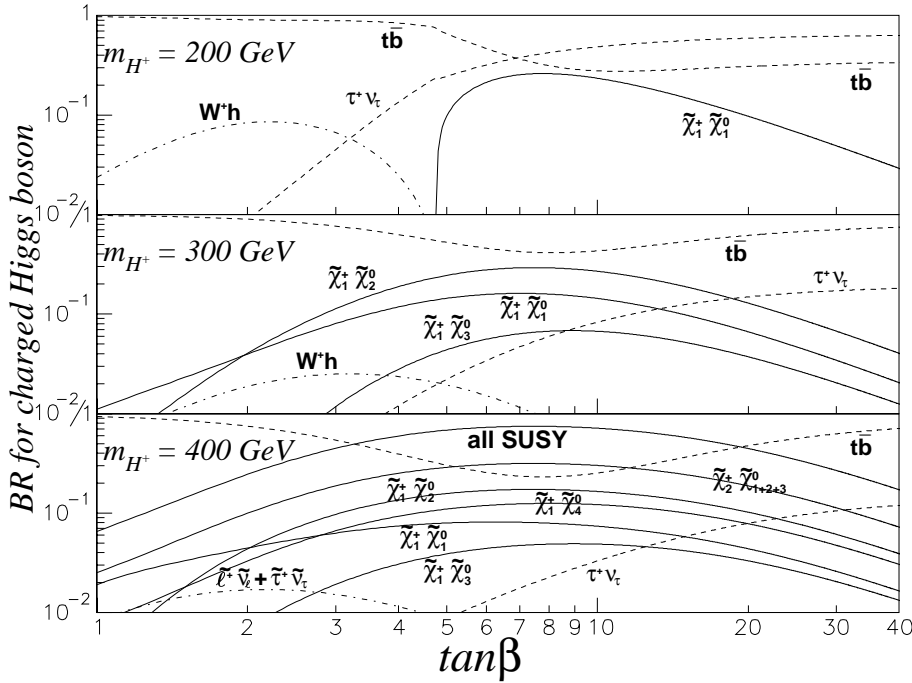 BR for charged Higgs boson
1
m_{H^+} = 200 GeV
tb̄
W⁺h
τ⁺ν_τ
tb̄
χ̃₁⁺ χ̃₁⁰
10⁻¹
10⁻²/1
m_{H^+} = 300 GeV
tb̄
χ̃₁⁺ χ̃₂⁰
τ⁺ν_τ
χ̃₁⁺ χ̃₁⁰
χ̃₁⁺ χ̃₃⁰
W⁺h
10⁻¹
10⁻²/1
m_{H^+} = 400 GeV
all SUSY
tb̄
χ̃₂⁺ χ̃₁₊₂₊₃⁰
χ̃₁⁺ χ̃₂⁰
χ̃₁⁺ χ̃₄⁰
10⁻¹
χ̃₁⁺ χ̃₁⁰
χ̃₁⁺ χ̃₃⁰
ℓ̃⁺ ν̃_ℓ + τ̃⁺ ν̃_τ
τ⁺ν_τ
10⁻²
1 2 3 4 5 6 7 8 9 10 20 30 40
tanβ